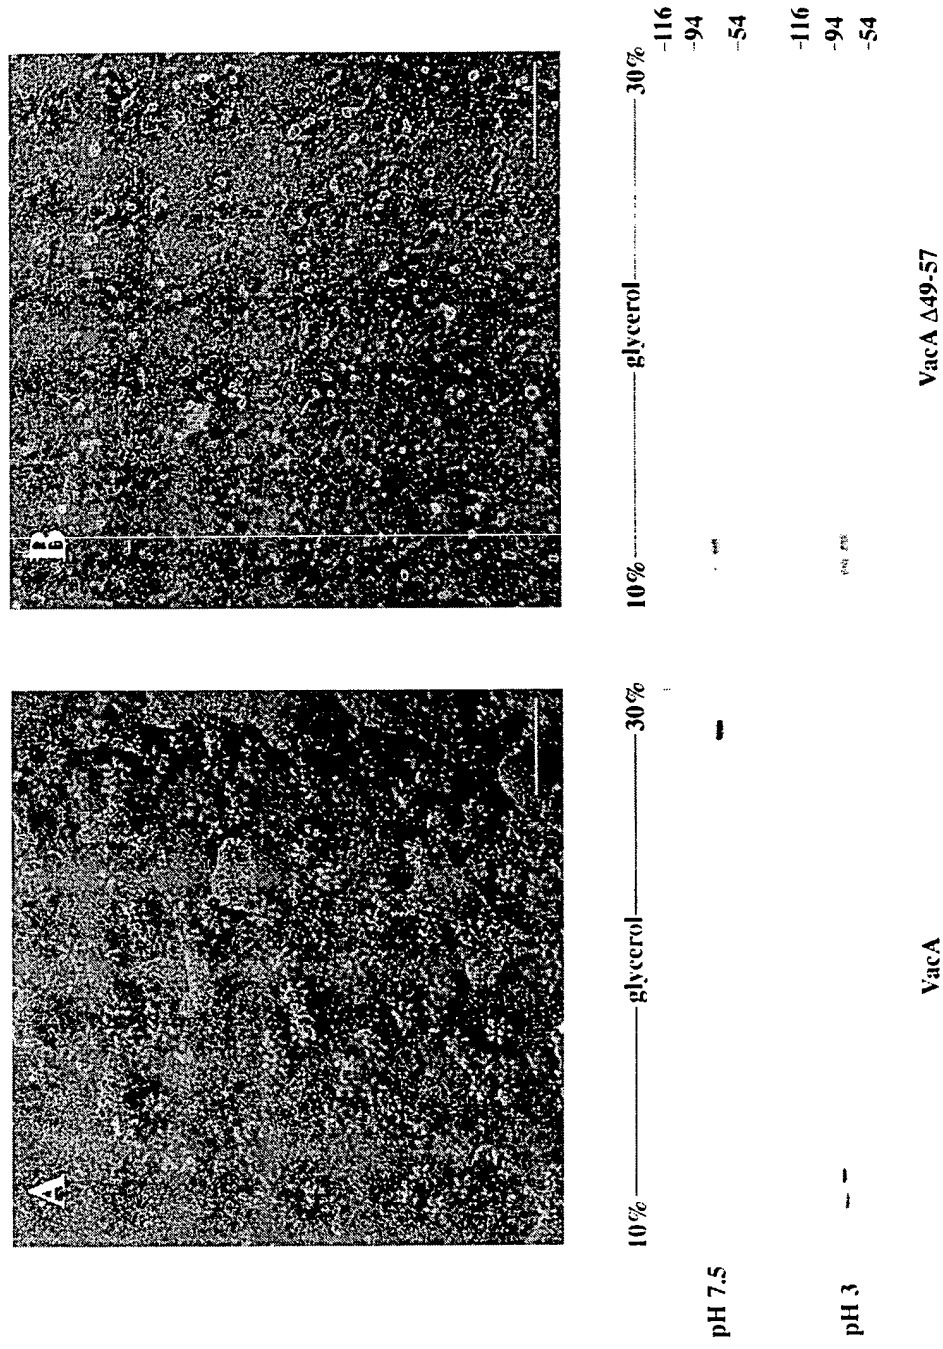 A
B
10% glycerol 30%
10% glycerol 30%
-116
-94
-54
pH 7.5
-116
-94
-54
pH 3
VacA
VacA Δ49-57